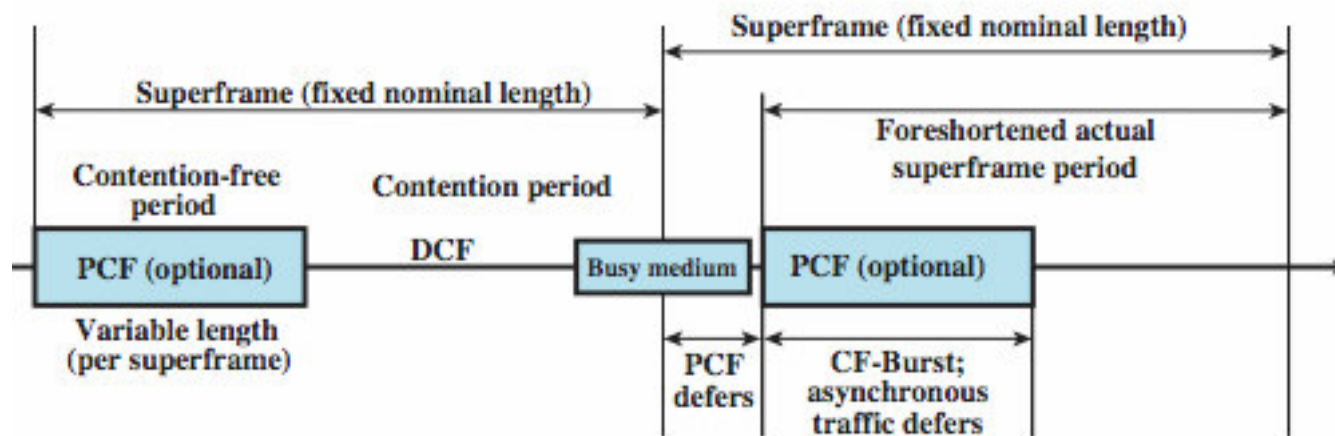 Superframe (fixed nominal length)
Superframe (fixed nominal length)
Foreshortened actual
superframe period
Contention-free
period
Contention period
PCF (optional)
DCF
Busy medium
PCF (optional)
Variable length
(per superframe)
PCF
defers
CF-Burst;
asynchronous
traffic defers